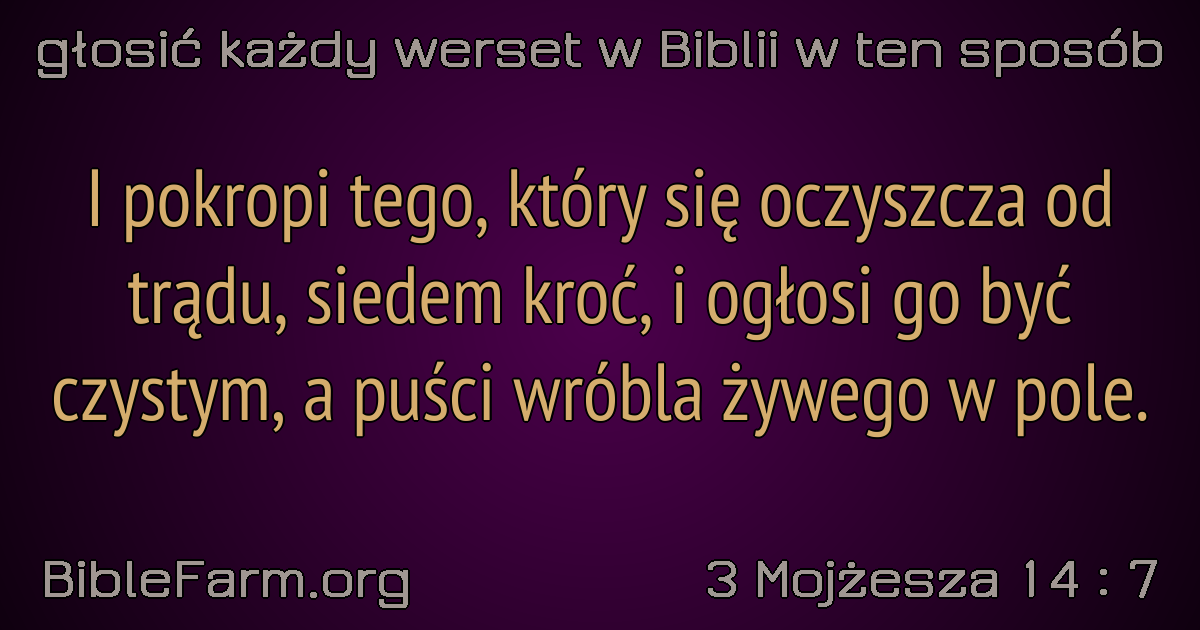 głosić każdy werset w Biblii w ten sposób
I pokropi tego, który się oczyszcza od
trądu, siedem kroć, i ogłosi go być
czystym, a puści wróbla żywego w pole.
BibleFarm.org
3 Mojżesza 14 : 7